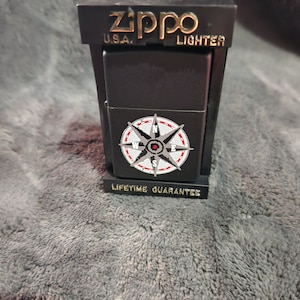 zippo
U.S.A. LIGHTER
N
W E
LIFETIME GUARANTEE